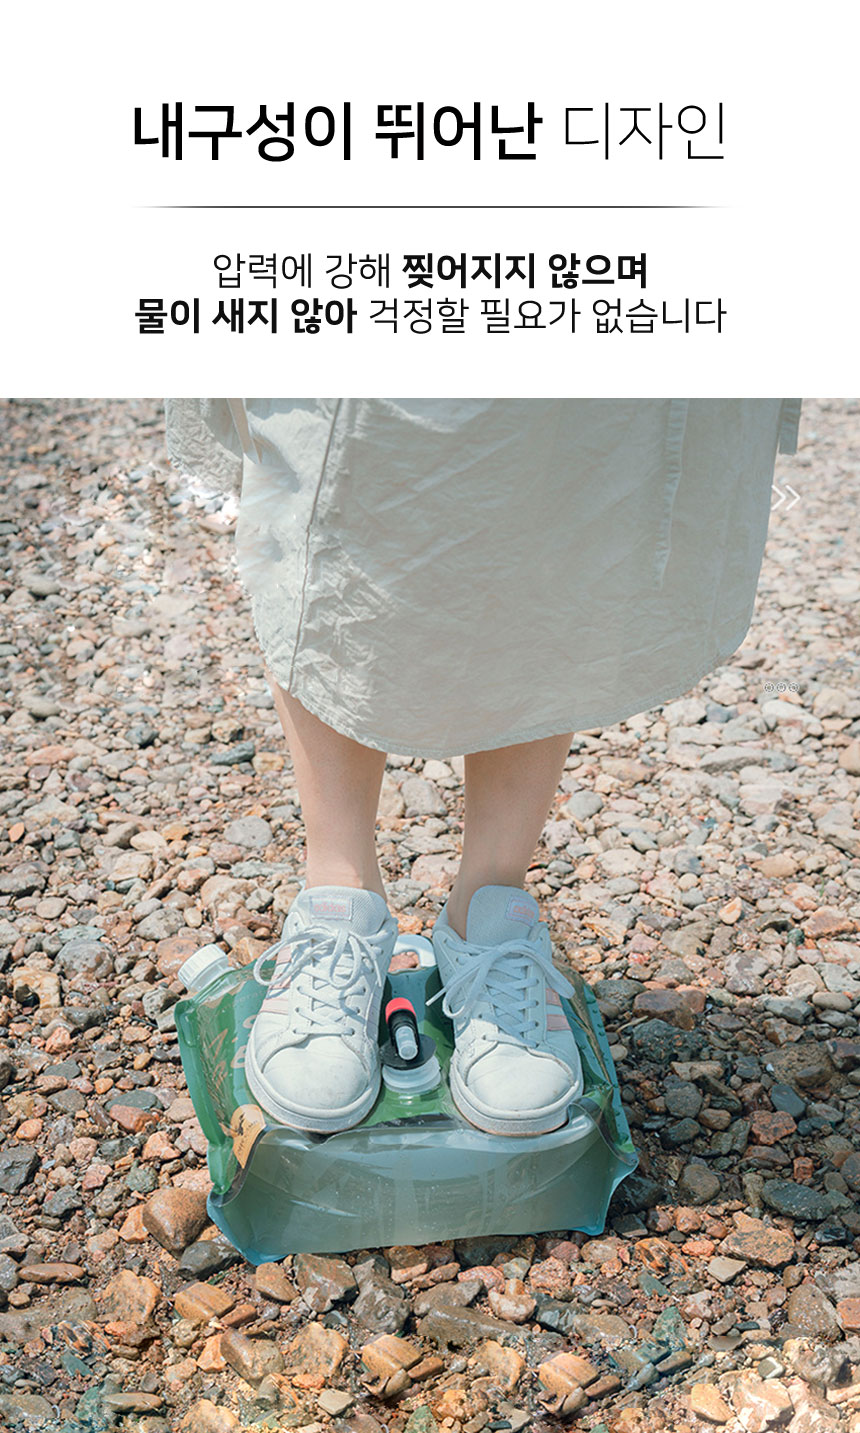 내구성이 뛰어난 디자인
압력에 강해 찢어지지 않으며
물이 새지 않아 걱정할 필요가 없습니다